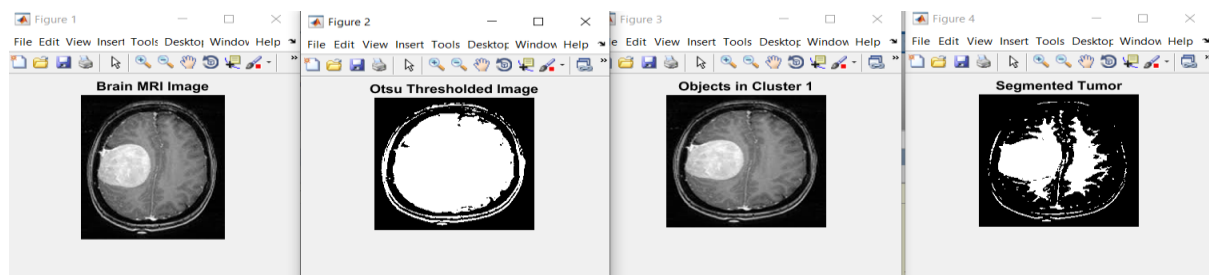 Figure 1
File Edit View Insert Tools Desktop Window Help
Brain MRI Image
Figure 2
File Edit View Insert Tools Desktop Window Help
Otsu Thresholded Image
Figure 3
e Edit View Insert Tools Desktop Window Help
Objects in Cluster 1
Figure 4
File Edit View Insert Tools Desktop Window Help
Segmented Tumor